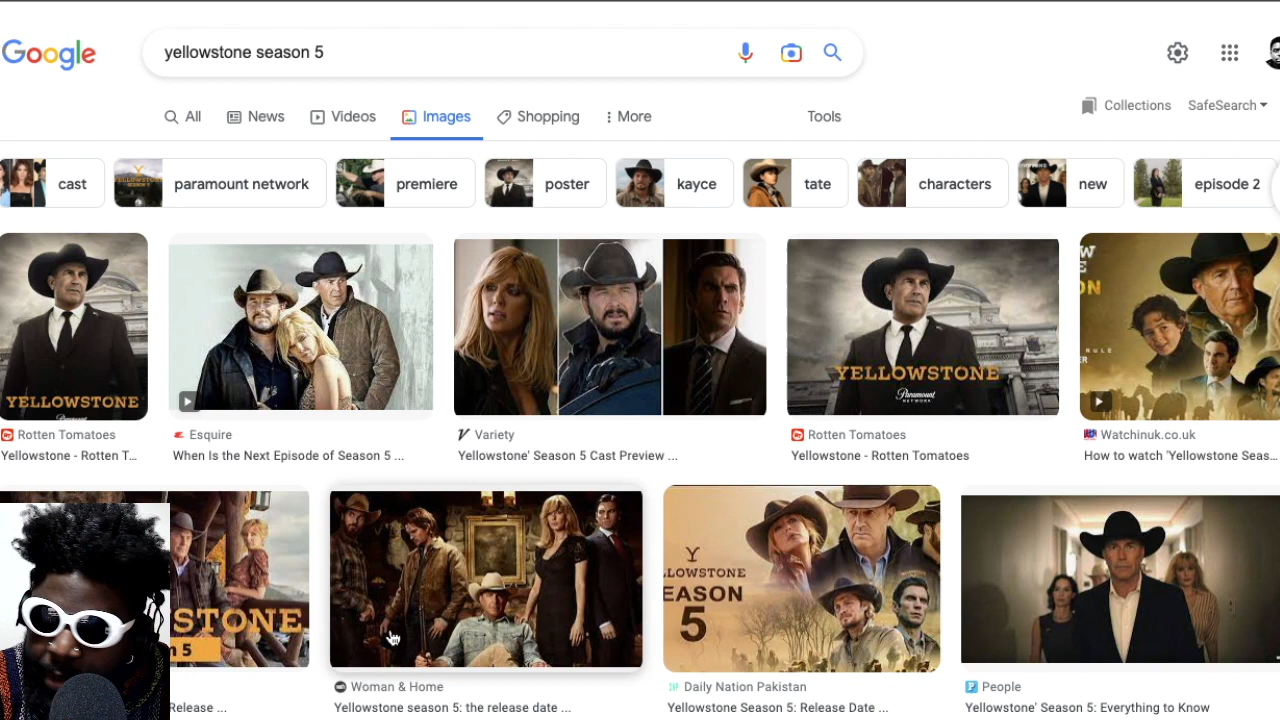 Google
yellowstone season 5
All
News
Videos
Images
Shopping
More
Tools
Collections
SafeSearch
cast
paramount network
premiere
poster
kayce
tate
characters
new
episode 2
YELLOWSTONE
YELLOWSTONE
Paramount
NETWORK
Rotten Tomatoes
Esquire
Variety
Rotten Tomatoes
Watchinuk.co.uk
Yellowstone - Rotten T...
When Is the Next Episode of Season 5 ...
Yellowstone' Season 5 Cast Preview ...
Yellowstone - Rotten Tomatoes
How to watch 'Yellowstone Seas...
STONE
n 5
Y
LLOWSTONE
EASON
5
Woman & Home
Daily Nation Pakistan
People
Release ...
Yellowstone season 5: the release date ...
Yellowstone Season 5: Release Date ...
Yellowstone' Season 5: Everything to Know